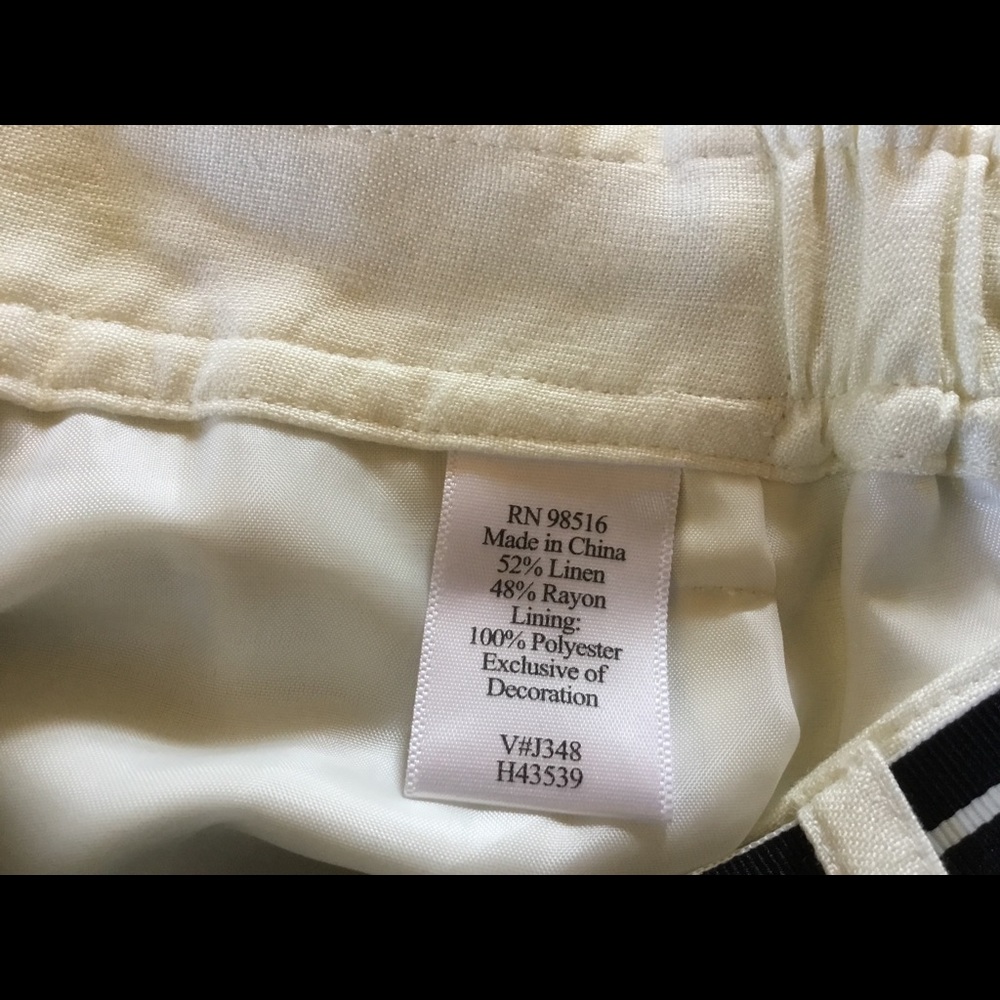 RN 98516
Made in China
52% Linen
48% Rayon
Lining:
100% Polyester
Exclusive of
Decoration
V#J348
H43539